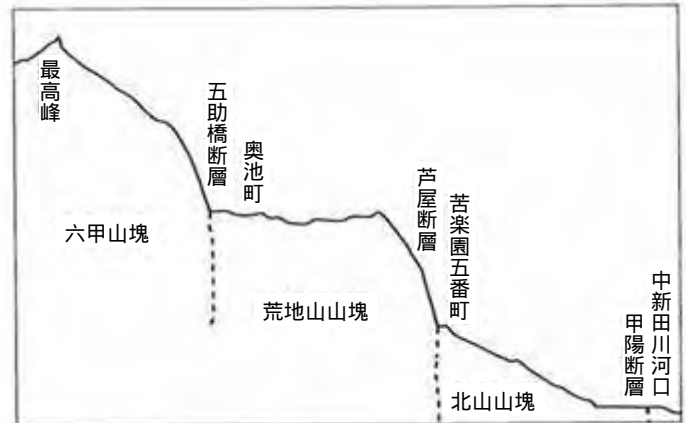 最高峰
五助橋断層
奥池町
六甲山塊
芦屋断層
苦楽園五番町
荒地山山塊
中新田川河口
甲陽断層
北山山塊